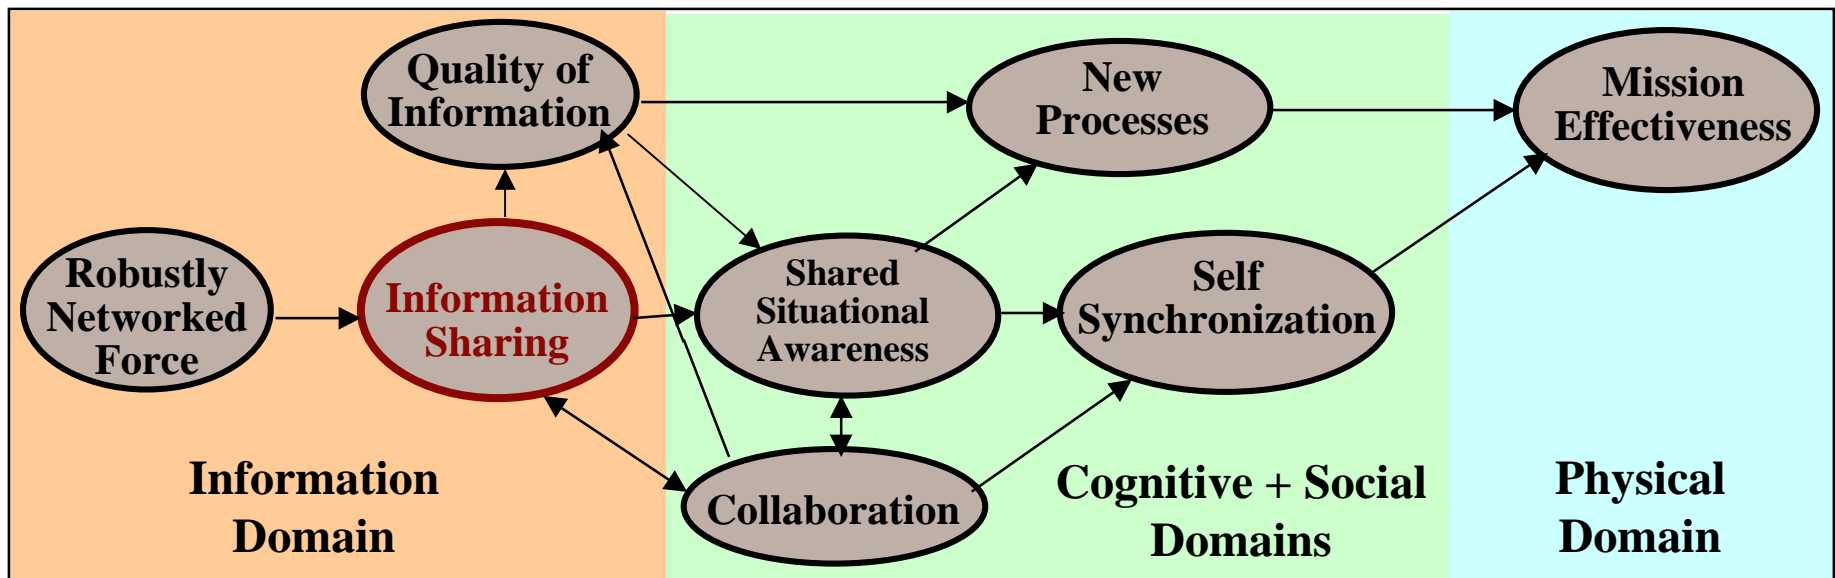 Quality of
Information
New
Processes
Mission
Effectiveness
Robustly
Networked
Force
Information
Sharing
Shared
Situational
Awareness
Self
Synchronization
Collaboration
Information
Domain
Cognitive + Social
Domains
Physical
Domain